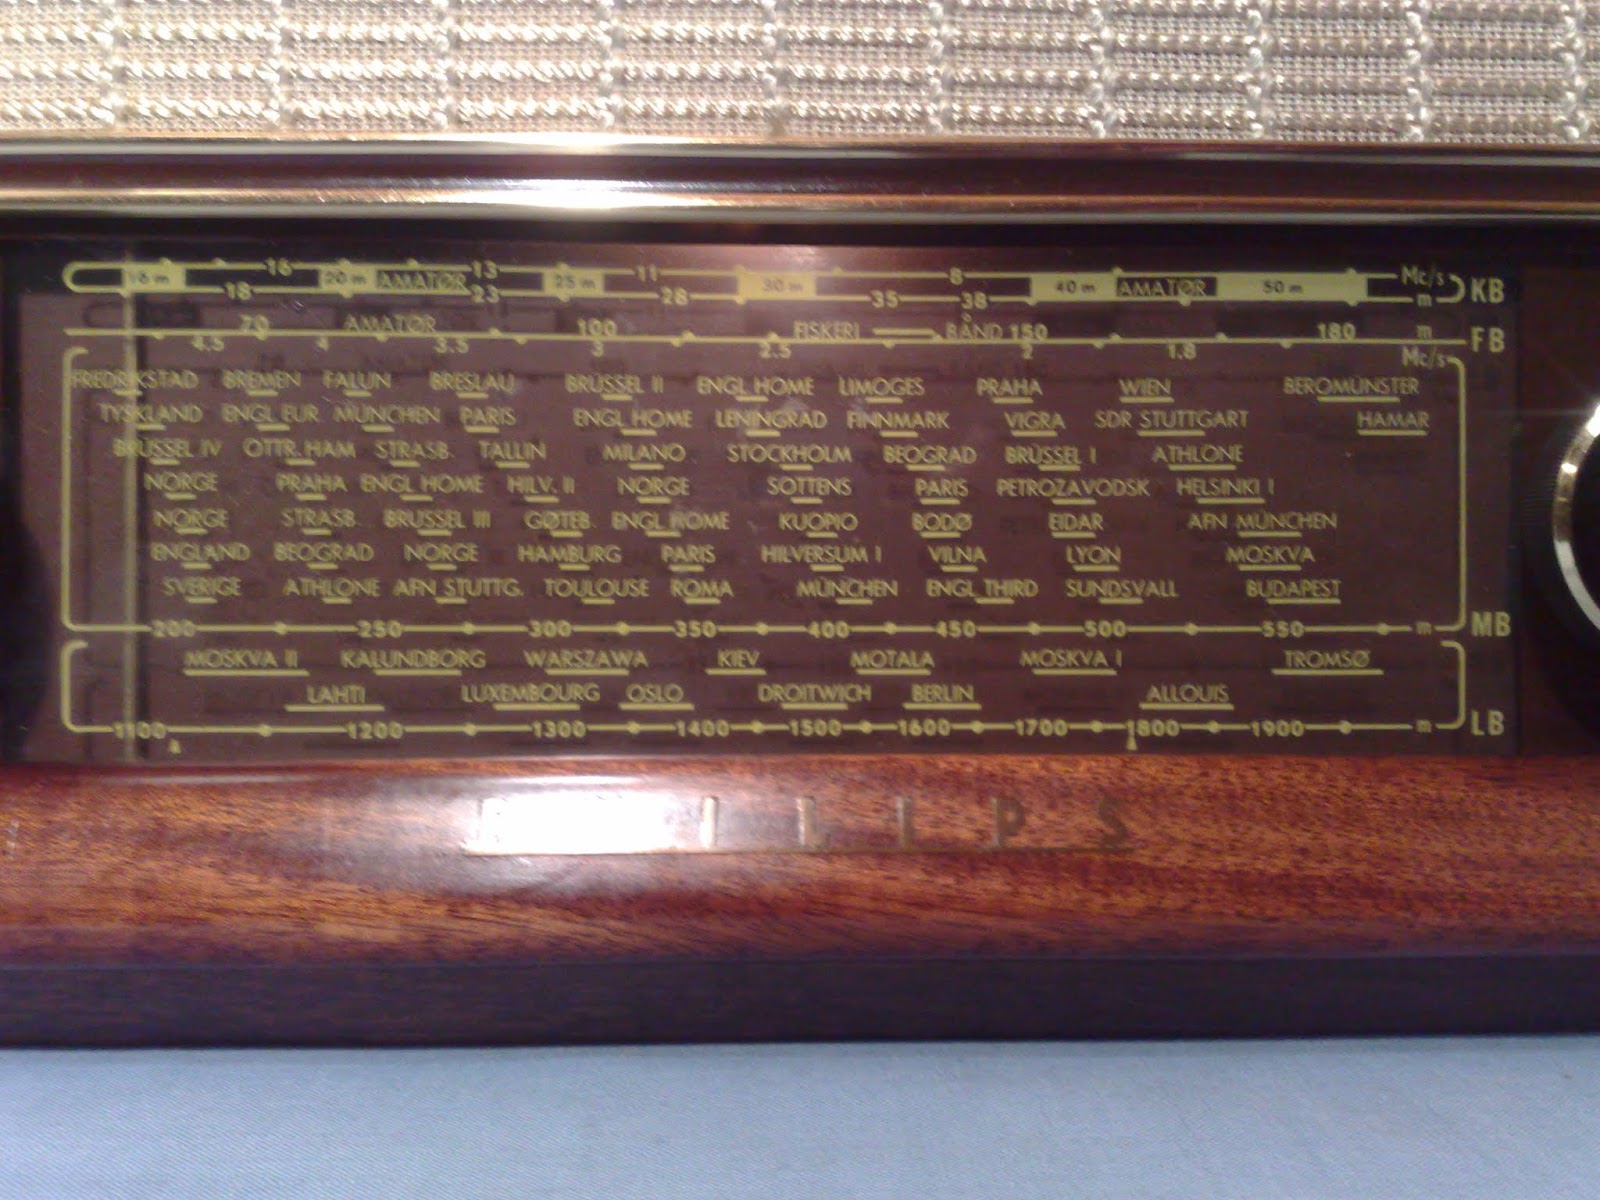 16 13 11 8 Mc/s
16 m 20 m AMATØR 25 m 30 m 40 m AMATØR 50 m KB
18 23 28 35 38 m
70 AMATØR 100 FISKERI BÅND 150 180 m FB
4.5 4 3.5 3 2.5 2 1.8 Mc/s
FREDRIKSTAD BREMEN FALUN BRESLAU BRÜSSEL II ENGL. HOME LIMOGES PRAHA WIEN BEROMÜNSTER
TYSKLAND ENGL. EUR MÜNCHEN PARIS ENGL. HOME LENINGRAD FINNMARK VIGRA SDR STUTTGART HAMAR
BRÜSSEL IV OTTR. HAM STRASB. TALLIN MILANO STOCKHOLM BEOGRAD BRÜSSEL I ATHLONE
NORGE PRAHA ENGL. HOME HILV. II NORGE SOTTENS PARIS PETROZAVODSK HELSINKI I
NORGE STRASB. BRÜSSEL III GØTEB. ENGL. HOME KUOPIO BODØ EIDAR AFN MÜNCHEN
ENGLAND BEOGRAD NORGE HAMBURG PARIS HILVERSUM I VILNA LYON MOSKVA
SVERIGE ATHLONE AFN STUTTG. TOULOUSE ROMA MÜNCHEN ENGL. THIRD SUNDSVALL BUDAPEST
200 250 300 350 400 450 500 550 m MB
MOSKVA II KALUNDBORG WARSZAWA KIEV MOTALA MOSKVA I TROMSØ
LAHTI LUXEMBOURG OSLO DROITWICH BERLIN ALLOUIS
1100 1200 1300 1400 1500 1600 1700 1800 1900 m LB
PHILIPS